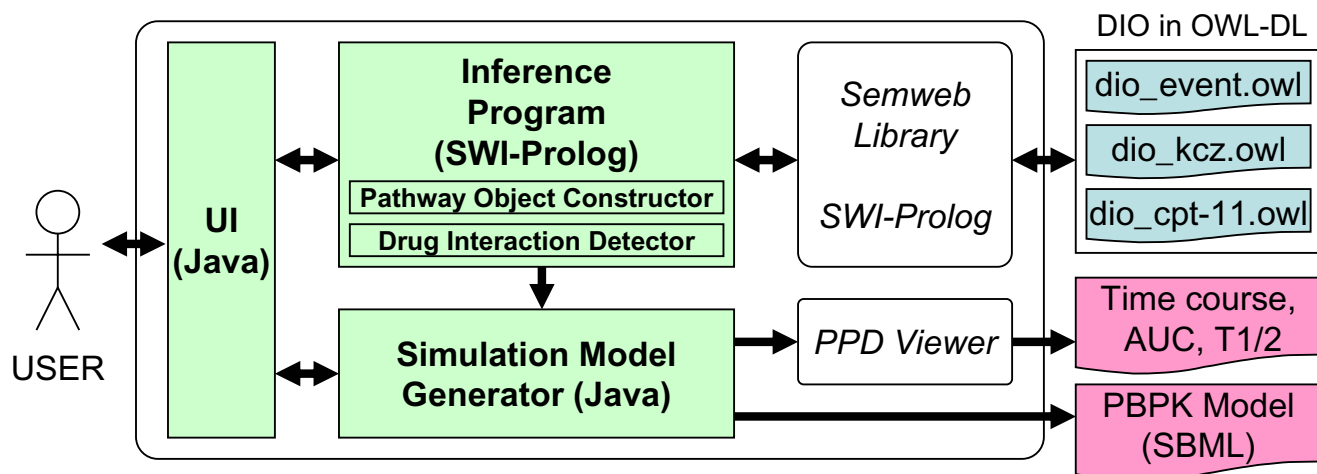 USER
UI
(Java)
Inference
Program
(SWI-Prolog)
Pathway Object Constructor
Drug Interaction Detector
Simulation Model
Generator (Java)
Semweb
Library
SWI-Prolog
PPD Viewer
DIO in OWL-DL
dio_event.owl
dio_kcz.owl
dio_cpt-11.owl
Time course,
AUC, T1/2
PBPK Model
(SBML)